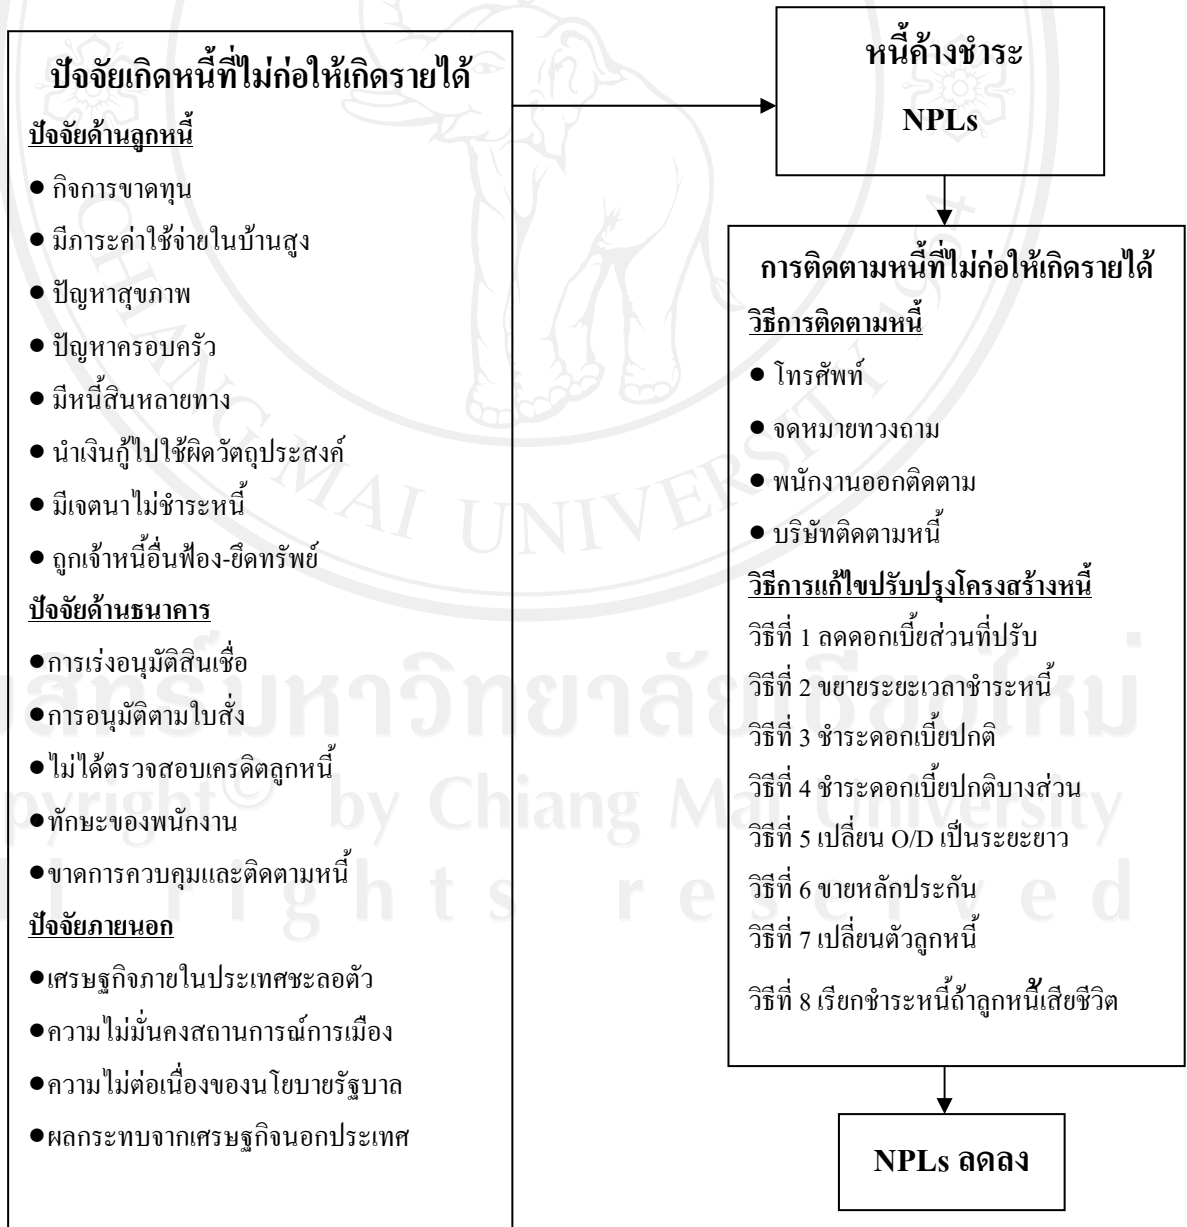 ปัจจัยเกิดหนี้ที่ไม่ก่อให้เกิดรายได้
ปัจจัยด้านลูกหนี้
● กิจการขาดทุน
● มีภาระค่าใช้จ่ายในบ้านสูง
● ปัญหาสุขภาพ
● ปัญหาครอบครัว
● มีหนี้สินหลายทาง
● นำเงินกู้ไปใช้ผิดวัตถุประสงค์
● มีเจตนาไม่ชำระหนี้
● ถูกเจ้าหนี้อื่นฟ้อง-ยึดทรัพย์
ปัจจัยด้านธนาคาร
●การเร่งอนุมัติสินเชื่อ
●การอนุมัติตามใบสั่ง
●ไม่ได้ตรวจสอบเครดิตลูกหนี้
●ทักษะของพนักงาน
●ขาดการควบคุมและติดตามหนี้
ปัจจัยภายนอก
●เศรษฐกิจภายในประเทศชะลอตัว
●ความไม่มั่นคงสถานการณ์การเมือง
●ความไม่ต่อเนื่องของนโยบายรัฐบาล
●ผลกระทบจากเศรษฐกิจนอกประเทศ
หนี้ค้างชำระ
NPLs
การติดตามหนี้ที่ไม่ก่อให้เกิดรายได้
วิธีการติดตามหนี้
● โทรศัพท์
● จดหมายทวงถาม
● พนักงานออกติดตาม
● บริษัทติดตามหนี้
วิธีการแก้ไขปรับปรุงโครงสร้างหนี้
วิธีที่ 1 ลดดอกเบี้ยส่วนที่ปรับ
วิธีที่ 2 ขยายระยะเวลาชำระหนี้
วิธีที่ 3 ชำระดอกเบี้ยปกติ
วิธีที่ 4 ชำระดอกเบี้ยปกติบางส่วน
วิธีที่ 5 เปลี่ยน O/D เป็นระยะยาว
วิธีที่ 6 ขายหลักประกัน
วิธีที่ 7 เปลี่ยนตัวลูกหนี้
วิธีที่ 8 เรียกชำระหนี้ถ้าลูกหนี้เสียชีวิต
NPLs ลดลง
CHIANG MAI UNIVERSITY 1964
สิทธิ์มหาวิทยาลัยเชียงใหม่
pyright© by Chiang Mai University
l rights reserved